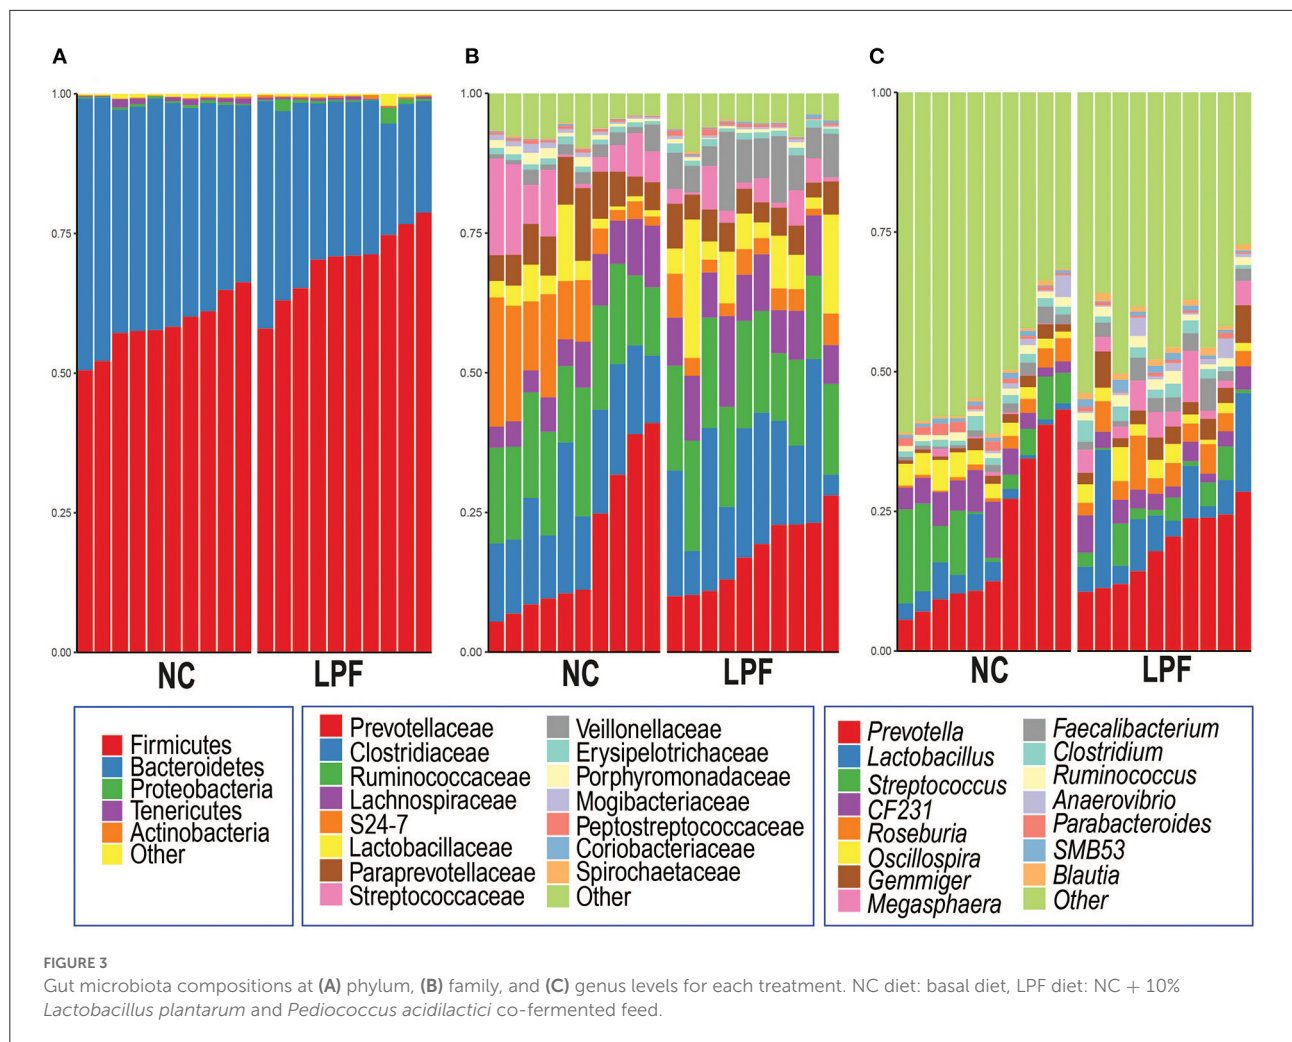 A
B
C
1.00
0.75
0.50
0.25
0.00
NC
LPF
1.00
0.75
0.50
0.25
0.00
NC
LPF
1.00
0.75
0.50
0.25
0.00
NC
LPF
Firmicutes
Bacteroidetes
Proteobacteria
Tenericutes
Actinobacteria
Other
Prevotellaceae
Clostridiaceae
Ruminococcaceae
Lachnospiraceae
S24-7
Lactobacillaceae
Paraprevotellaceae
Streptococcaceae
Veillonellaceae
Erysipelotrichaceae
Porphyromonadaceae
Mogibacteriaceae
Peptostreptococcaceae
Coriobacteriaceae
Spirochaetaceae
Other
Prevotella
Lactobacillus
Streptococcus
CF231
Roseburia
Oscillospira
Gemmiger
Megasphaera
Faecalibacterium
Clostridium
Ruminococcus
Anaerovibrio
Parabacteroides
SMB53
Blautia
Other
FIGURE 3
Gut microbiota compositions at (A) phylum, (B) family, and (C) genus levels for each treatment. NC diet: basal diet, LPF diet: NC + 10%
Lactobacillus plantarum and Pediococcus acidilactici co-fermented feed.